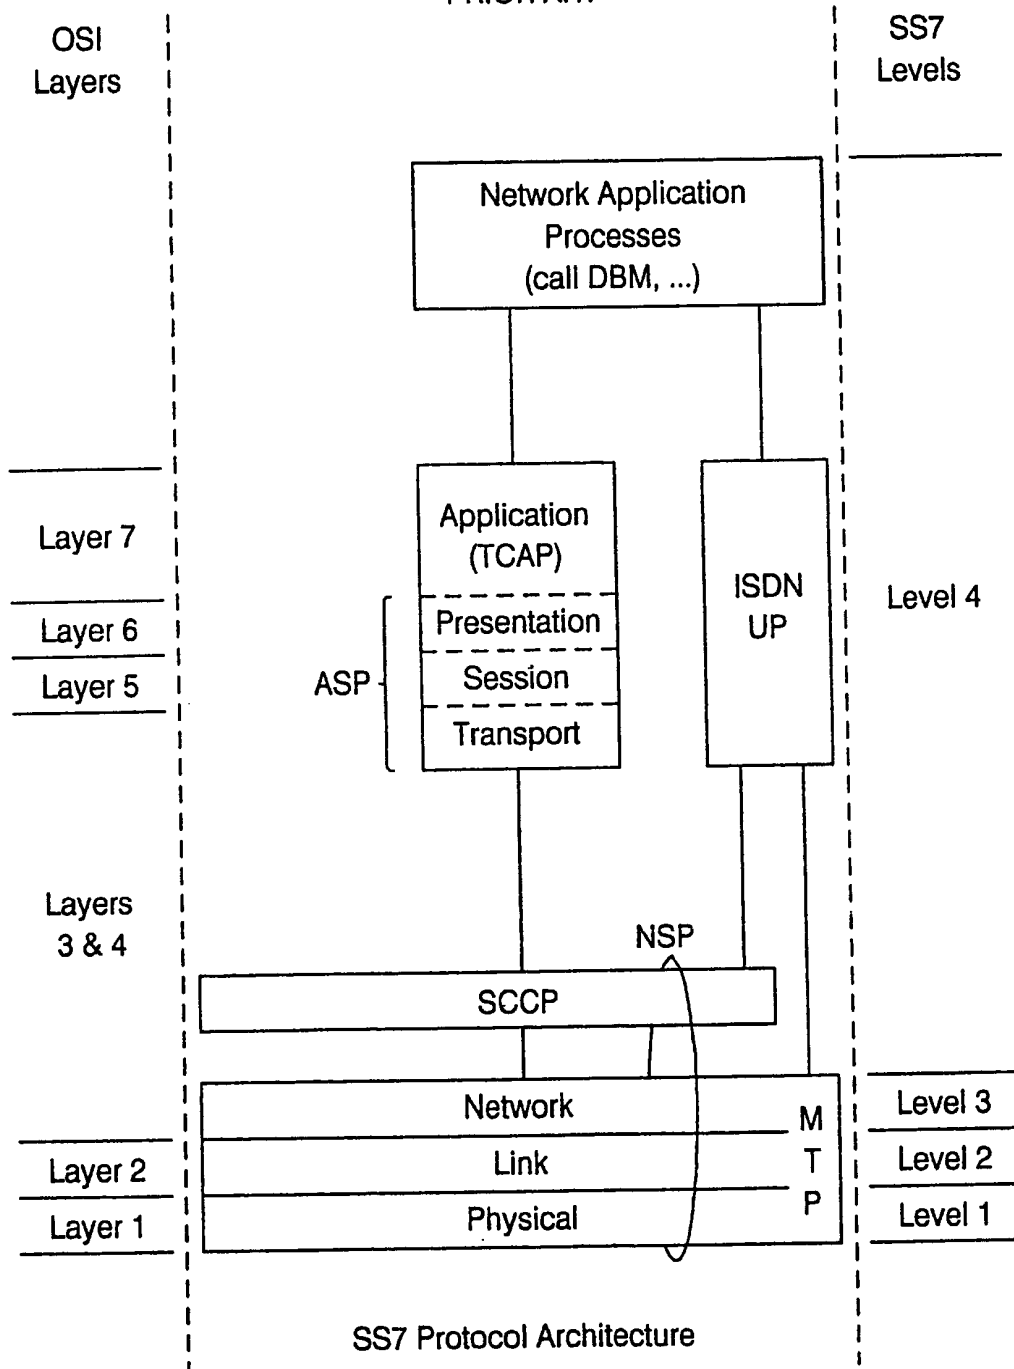 OSI
Layers
SS7
Levels
Network Application
Processes
(call DBM, ...)
Layer 7
Layer 6
Layer 5
Layers
3 & 4
Layer 2
Layer 1
Application
(TCAP)
Presentation
Session
Transport
ASP
ISDN
UP
Level 4
NSP
SCCP
Network
Link
Physical
M
T
P
Level 3
Level 2
Level 1
SS7 Protocol Architecture